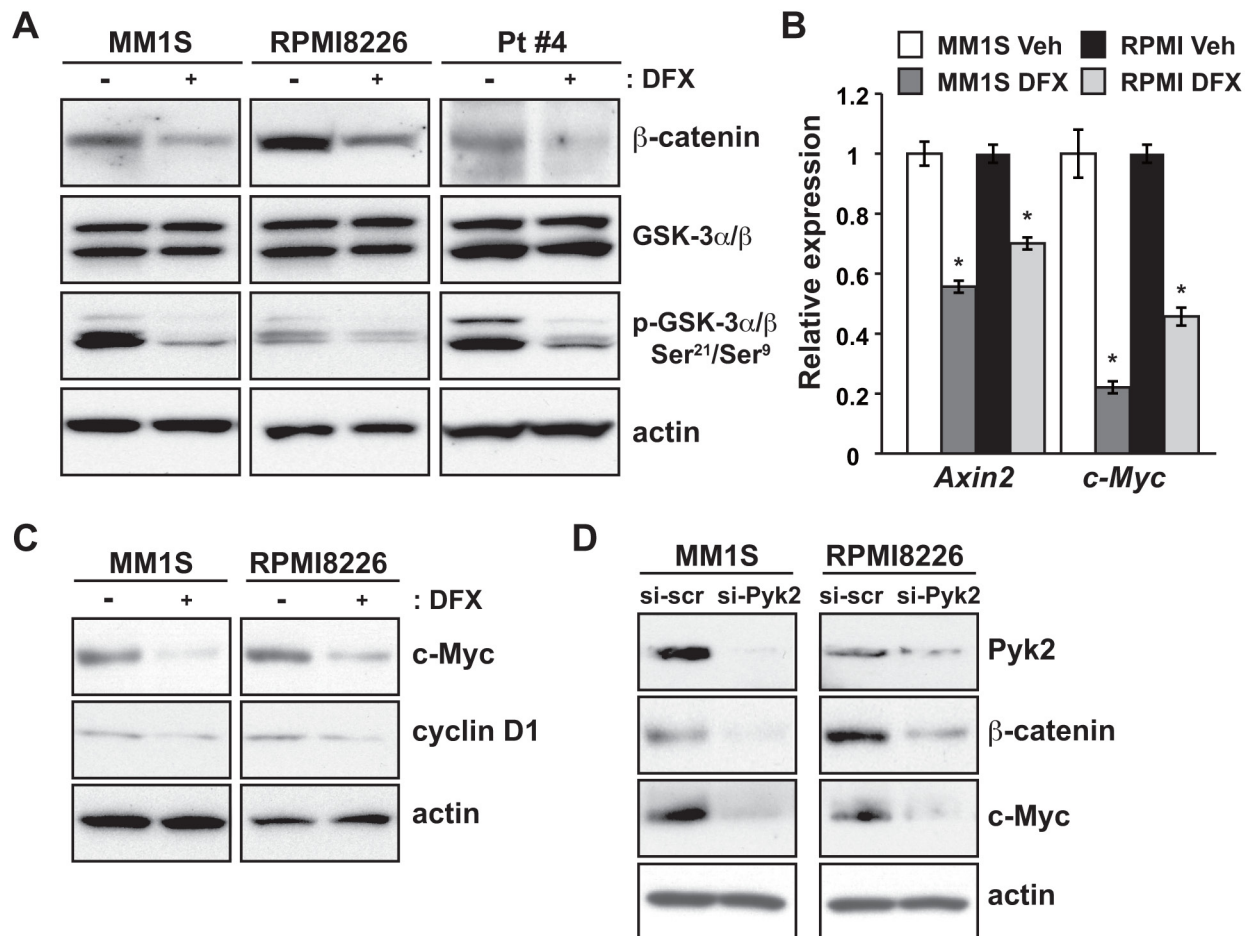 A
MM1S RPMI8226 Pt #4
- + - + - + : DFX
β-catenin
GSK-3α/β
p-GSK-3α/β
Ser21/Ser9
actin
B
MM1S Veh RPMI Veh
MM1S DFX RPMI DFX
Relative expression
1.2
1
0.8
0.6
0.4
0.2
0
* * * *
Axin2 c-Myc
C
MM1S RPMI8226
- + - + : DFX
c-Myc
cyclin D1
actin
D
MM1S RPMI8226
si-scr si-Pyk2 si-scr si-Pyk2
Pyk2
β-catenin
c-Myc
actin